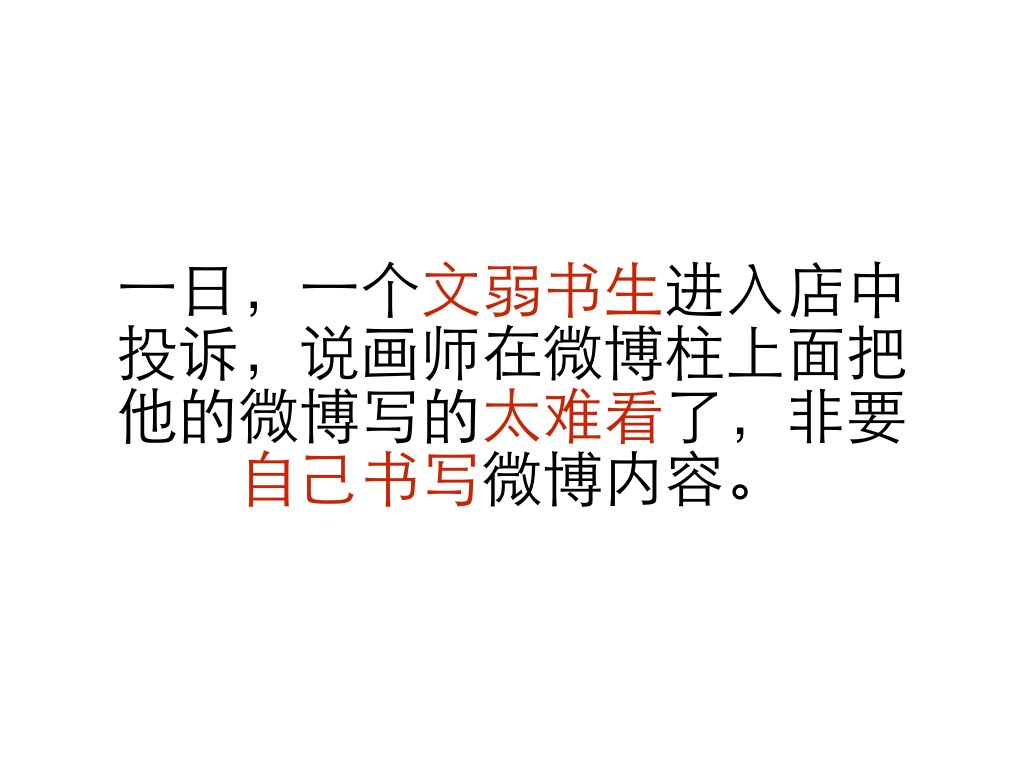 一日，一个文弱书生进入店中
投诉，说画师在微博柱上面把
他的微博写的太难看了，非要
自己书写微博内容。